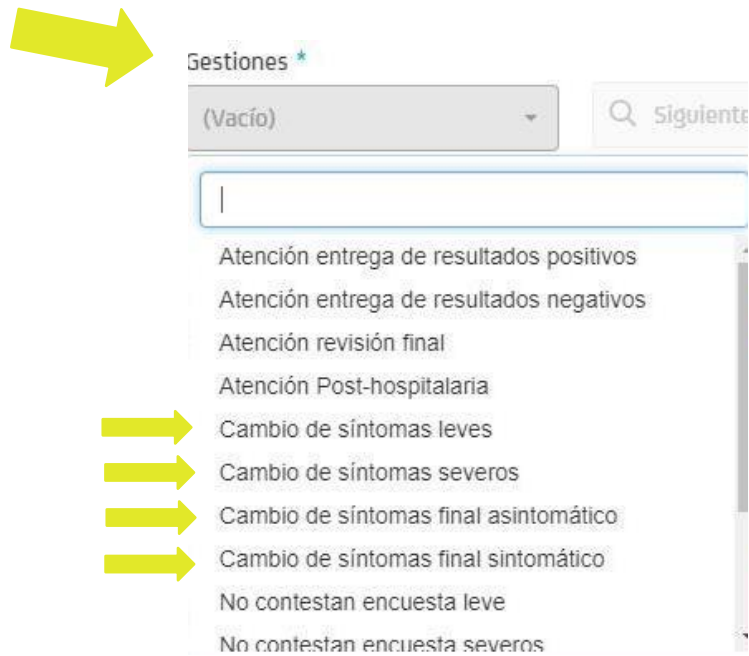 Gestiones *
(Vacío) Siguiente
Atención entrega de resultados positivos
Atención entrega de resultados negativos
Atención revisión final
Atención Post-hospitalaria
Cambio de síntomas leves
Cambio de síntomas severos
Cambio de síntomas final asintomático
Cambio de síntomas final sintomático
No contestan encuesta leve
No contestan encuesta severos